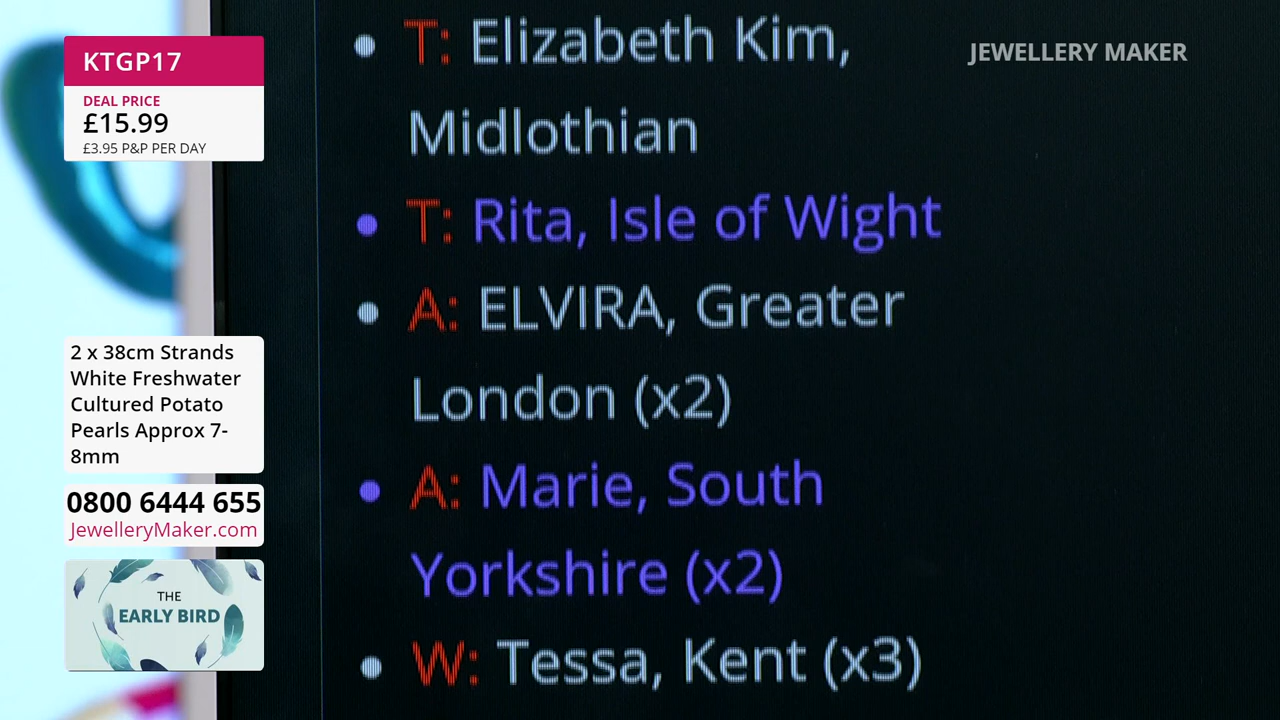 KTGP17
DEAL PRICE
£15.99
£3.95 P&P PER DAY
2 x 38cm Strands
White Freshwater
Cultured Potato
Pearls Approx 7-
8mm
0800 6444 655
JewelleryMaker.com
THE
EARLY BIRD
JEWELLERY MAKER
• T: Elizabeth Kim,
Midlothian
• T: Rita, Isle of Wight
• A: ELVIRA, Greater
London (x2)
• A: Marie, South
Yorkshire (x2)
• W: Tessa, Kent (x3)